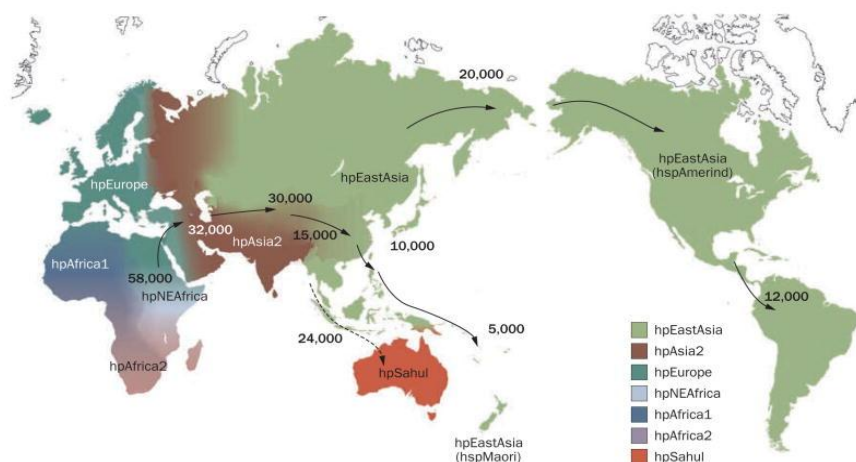 20,000
hpEastAsia
(hspAmerind)
hpEurope
hpEastAsia
30,000
32,000
hpAsia2
15,000
10,000
hpAfrica1
58,000
hpNEAfrica
12,000
24,000
5,000
hpAfrica2
hpSahul
hpEastAsia
(hspMaori)
hpEastAsia
hpAsia2
hpEurope
hpNEAfrica
hpAfrica1
hpAfrica2
hpSahul